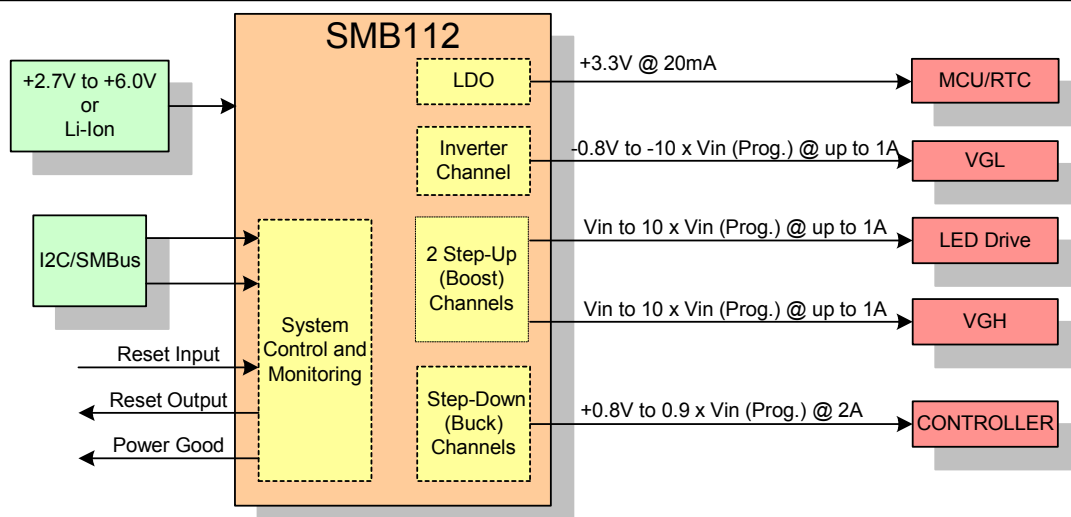 SMB112
+2.7V to +6.0V
or
Li-Ion
I2C/SMBus
Reset Input
Reset Output
Power Good
System
Control and
Monitoring
LDO
Inverter
Channel
2 Step-Up
(Boost)
Channels
Step-Down
(Buck)
Channels
+3.3V @ 20mA
-0.8V to -10 x Vin (Prog.) @ up to 1A
Vin to 10 x Vin (Prog.) @ up to 1A
Vin to 10 x Vin (Prog.) @ up to 1A
+0.8V to 0.9 x Vin (Prog.) @ 2A
MCU/RTC
VGL
LED Drive
VGH
CONTROLLER